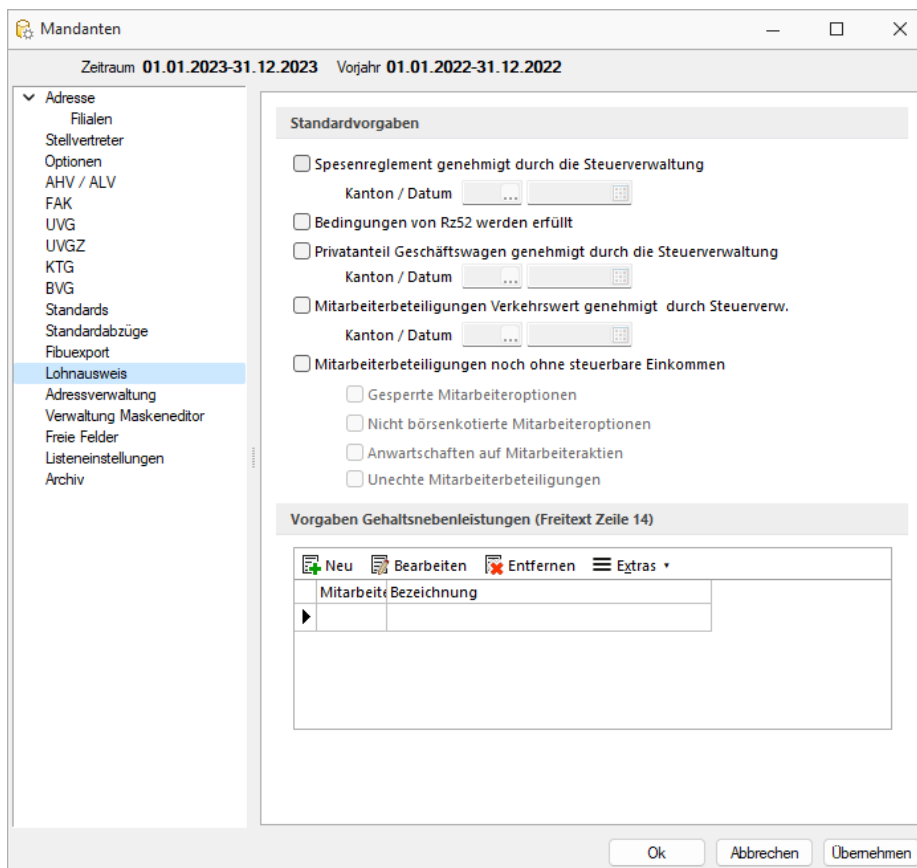 Mandanten
Zeitraum 01.01.2023-31.12.2023 Vorjahr 01.01.2022-31.12.2022
Adresse
Filialen
Stellvertreter
Optionen
AHV / ALV
FAK
UVG
UVGZ
KTG
BVG
Standards
Standardabzüge
Fibuexport
Lohnausweis
Adressverwaltung
Verwaltung Maskeneditor
Freie Felder
Listeneinstellungen
Archiv
Standardvorgaben
Spesenreglement genehmigt durch die Steuerverwaltung
Kanton / Datum ...
Bedingungen von Rz52 werden erfüllt
Privatanteil Geschäftswagen genehmigt durch die Steuerverwaltung
Kanton / Datum ...
Mitarbeiterbeteiligungen Verkehrswert genehmigt durch Steuerverw.
Kanton / Datum ...
Mitarbeiterbeteiligungen noch ohne steuerbare Einkommen
Gesperrte Mitarbeiteroptionen
Nicht börsenkotierte Mitarbeiteroptionen
Anwartschaften auf Mitarbeiteraktien
Unechte Mitarbeiterbeteiligungen
Vorgaben Gehaltsnebenleistungen (Freitext Zeile 14)
Neu Bearbeiten Entfernen Extras
Mitarbeite Bezeichnung
Ok Abbrechen Übernehmen